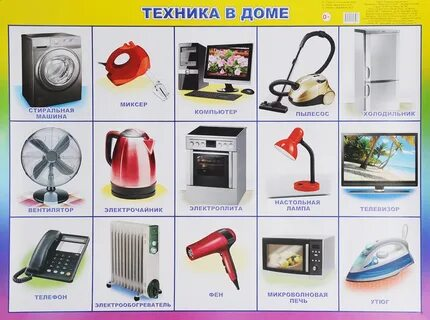 ТЕХНИКА В ДОМЕ
0+
СТИРАЛЬНАЯ
МАШИНА
МИКСЕР
КОМПЬЮТЕР
ПЫЛЕСОС
ХОЛОДИЛЬНИК
ВЕНТИЛЯТОР
ЭЛЕКТРОЧАЙНИК
ЭЛЕКТРОПЛИТА
НАСТОЛЬНАЯ
ЛАМПА
ТЕЛЕВИЗОР
ТЕЛЕФОН
ЭЛЕКТРООБОГРЕВАТЕЛЬ
ФЕН
МИКРОВОЛНОВАЯ
ПЕЧЬ
УТЮГ